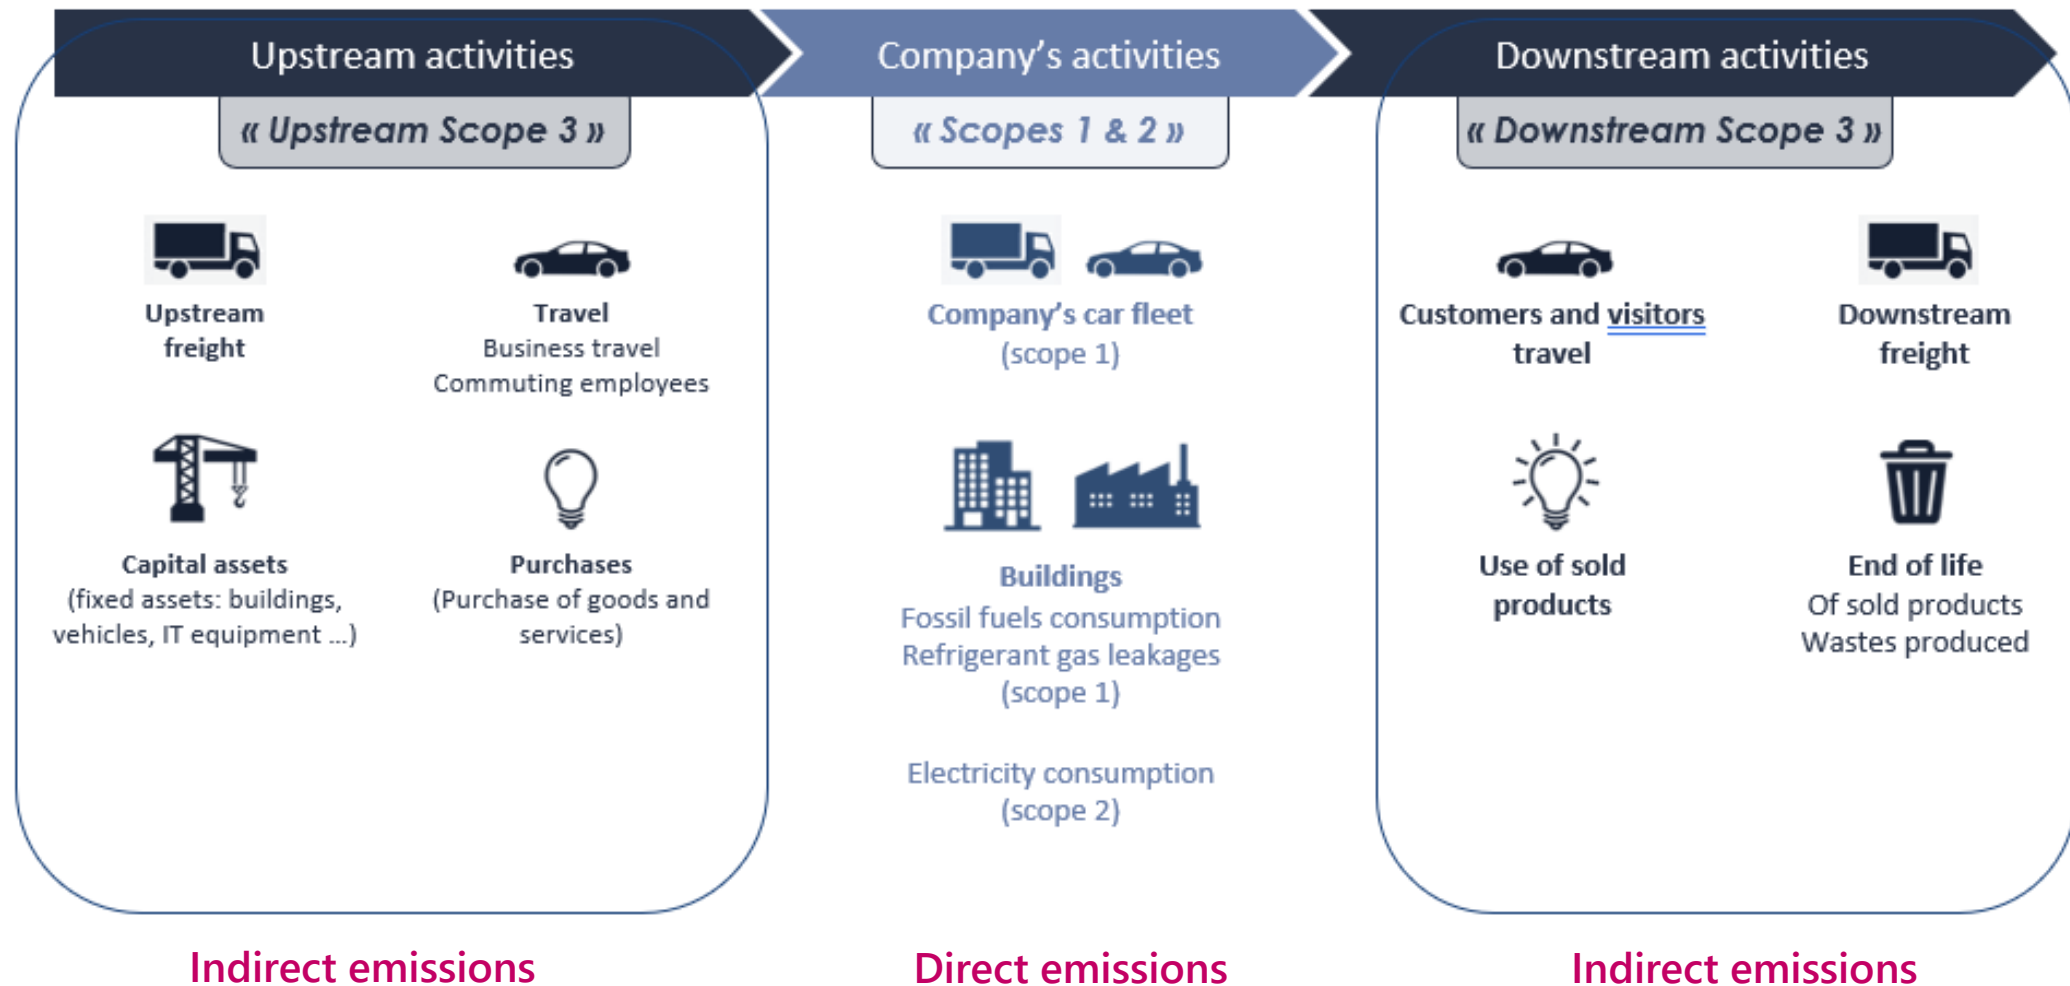 Upstream activities
Company's activities
Downstream activities
« Upstream Scope 3 »
« Scopes 1 & 2 »
« Downstream Scope 3 »
Upstream
freight
Travel
Business travel
Commuting employees
Capital assets
(fixed assets: buildings,
vehicles, IT equipment ...)
Purchases
(Purchase of goods and
services)
Company's car fleet
(scope 1)
Buildings
Fossil fuels consumption
Refrigerant gas leakages
(scope 1)
Electricity consumption
(scope 2)
Customers and visitors
travel
Downstream
freight
Use of sold
products
End of life
Of sold products
Wastes produced
Indirect emissions
Direct emissions
Indirect emissions